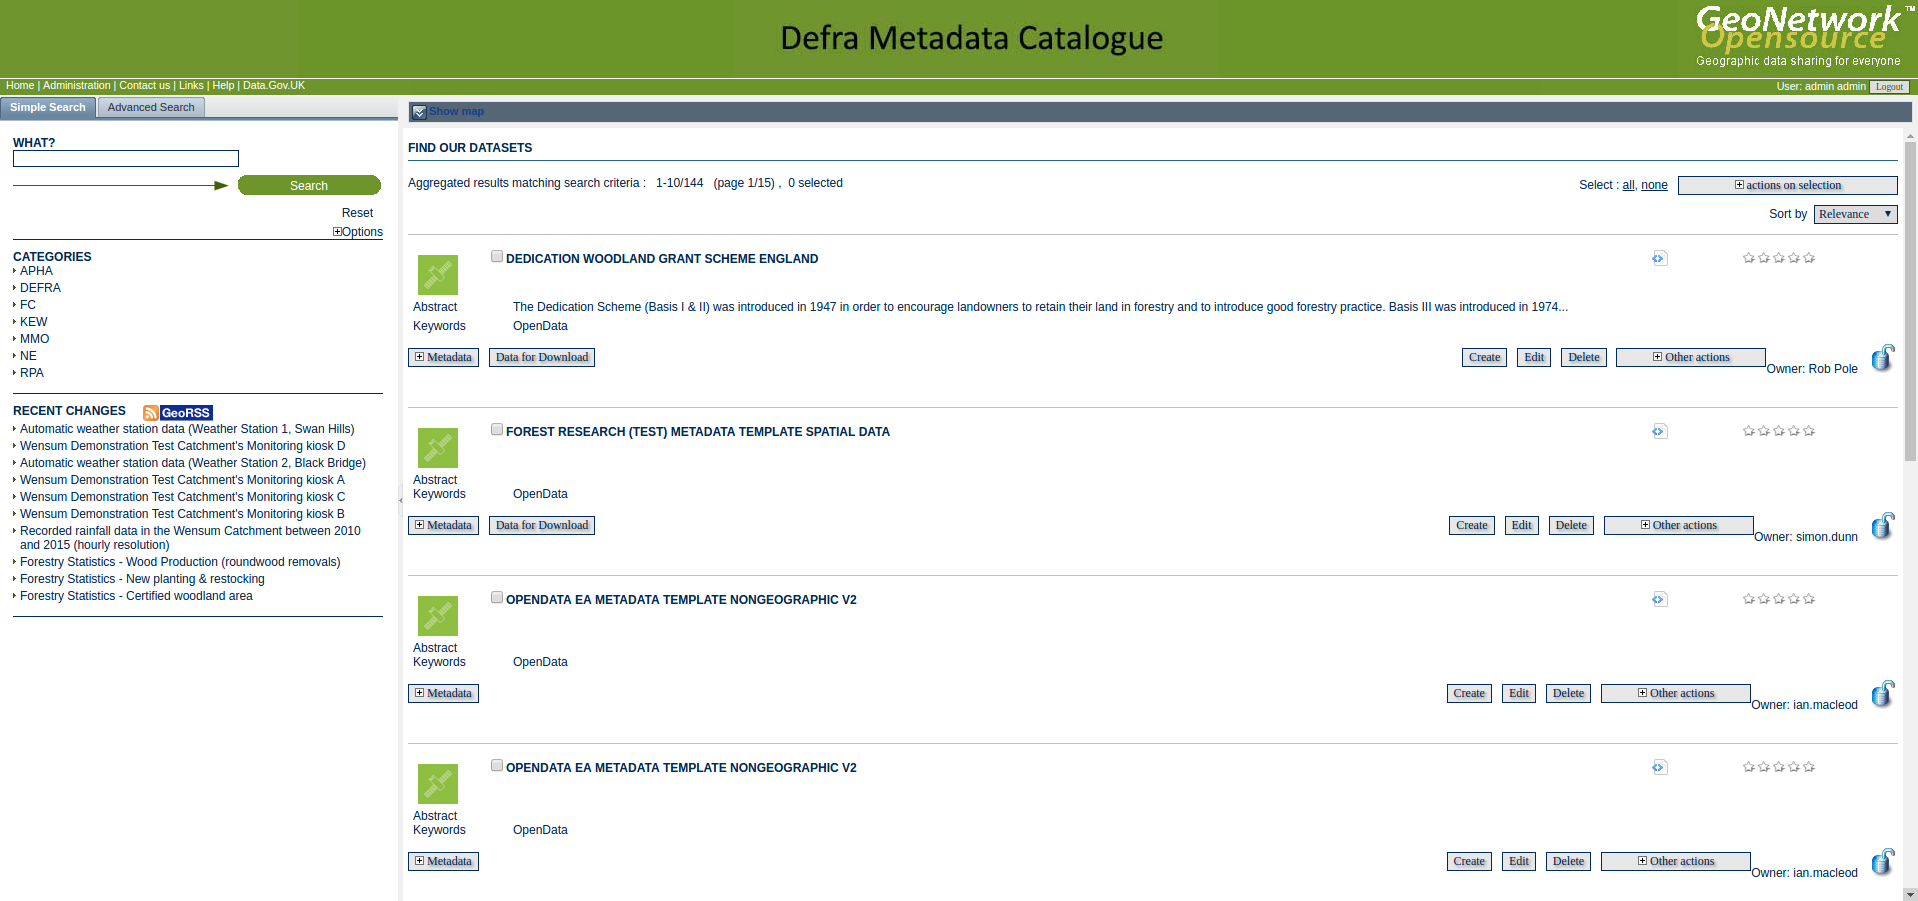 Defra Metadata Catalogue
GeoNetwork™
Opensource
Geographic data sharing for everyone
Home | Administration | Contact us | Links | Help | Data.Gov.UK
User: admin admin Logout
Simple Search Advanced Search
Show map
WHAT?
Search
Reset
Options
CATEGORIES
APHA
DEFRA
FC
KEW
MMO
NE
RPA
RECENT CHANGES GeoRSS
Automatic weather station data (Weather Station 1, Swan Hills)
Wensum Demonstration Test Catchment's Monitoring kiosk D
Automatic weather station data (Weather Station 2, Black Bridge)
Wensum Demonstration Test Catchment's Monitoring kiosk A
Wensum Demonstration Test Catchment's Monitoring kiosk C
Wensum Demonstration Test Catchment's Monitoring kiosk B
Recorded rainfall data in the Wensum Catchment between 2010
and 2015 (hourly resolution)
Forestry Statistics - Wood Production (roundwood removals)
Forestry Statistics - New planting & restocking
Forestry Statistics - Certified woodland area
FIND OUR DATASETS
Aggregated results matching search criteria : 1-10/144 (page 1/15) , 0 selected
Select : all, none actions on selection
Sort by Relevance
DEDICATION WOODLAND GRANT SCHEME ENGLAND
Abstract The Dedication Scheme (Basis I & II) was introduced in 1947 in order to encourage landowners to retain their land in forestry and to introduce good forestry practice. Basis III was introduced in 1974...
Keywords OpenData
Metadata Data for Download Create Edit Delete Other actions
Owner: Rob Pole
FOREST RESEARCH (TEST) METADATA TEMPLATE SPATIAL DATA
Abstract
Keywords OpenData
Metadata Data for Download Create Edit Delete Other actions
Owner: simon.dunn
OPENDATA EA METADATA TEMPLATE NONGEOGRAPHIC V2
Abstract
Keywords OpenData
Metadata Create Edit Delete Other actions
Owner: ian.macleod
OPENDATA EA METADATA TEMPLATE NONGEOGRAPHIC V2
Abstract
Keywords OpenData
Metadata Create Edit Delete Other actions
Owner: ian.macleod